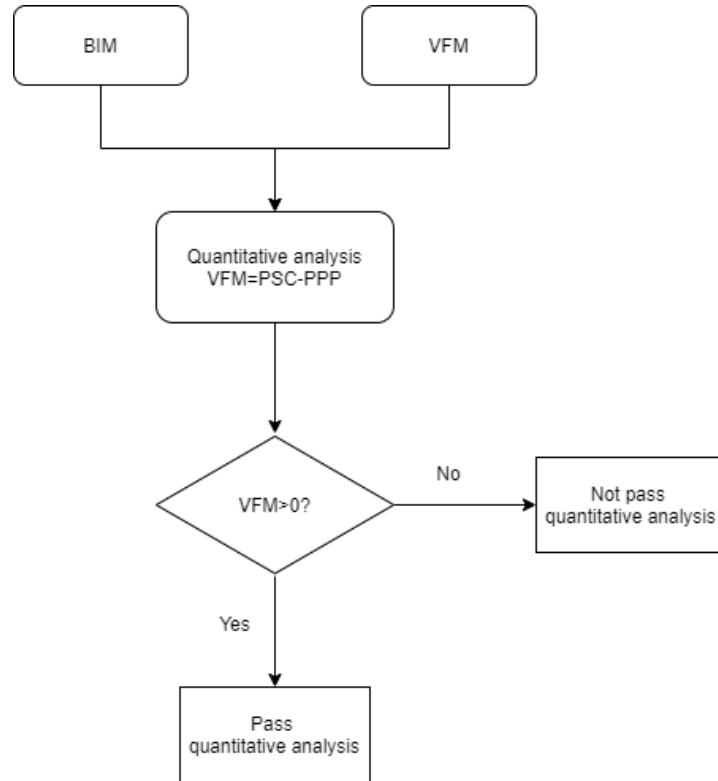 BIM
VFM
Quantitative analysis
VFM=PSC-PPP
VFM>0?
No
Not pass
quantitative analysis
Yes
Pass
quantitative analysis